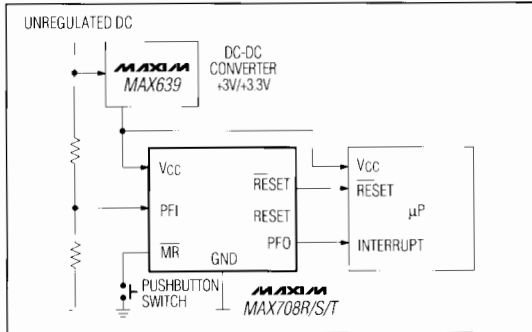 UNREGULATED DC
MAXIM
MAX639
DC-DC
CONVERTER
+3V/+3.3V
VCC
RESET
PFI
RESET
MR
PFO
GND
VCC
RESET
µP
INTERRUPT
PUSHBUTTON
SWITCH
MAXIM
MAX708R/S/T